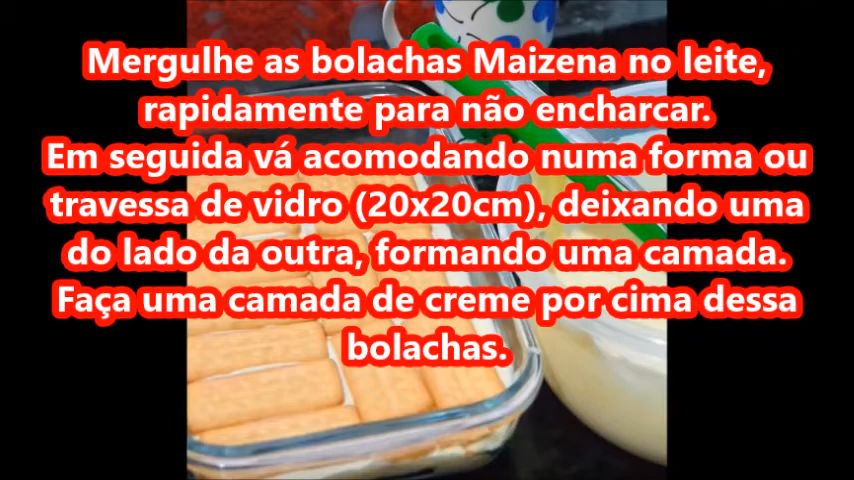 Mergulhe as bolachas Maizena no leite,
rapidamente para não encharcar.
Em seguida vá acomodando numa forma ou
travessa de vidro (20x20cm), deixando uma
do lado da outra, formando uma camada.
Faça uma camada de creme por cima dessa
bolachas.